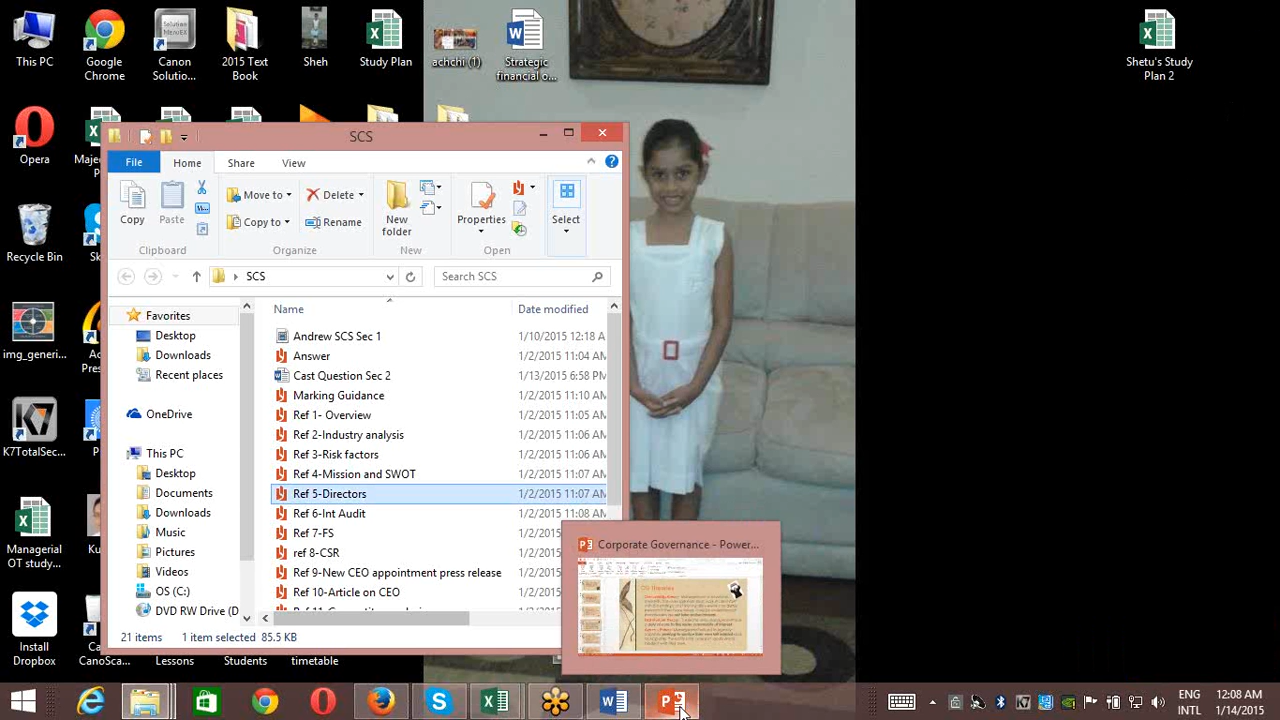 This PC
Google Chrome
Solution MenuEX
Canon Solutio...
2015 Text Book
Sheh
Study Plan
achchi (1)
Strategic financial o...
Shetu's Study Plan 2
Opera
Recycle Bin
img_generi...
K7TotalSec...
Managerial OT study...
Dropbox
CanoSca...
Lessons
Students
timetable
SCS
File
Home
Share
View
Copy
Paste
Clipboard
Move to
Copy to
Delete
Rename
Organize
New folder
New
Properties
Open
Select
SCS
Search SCS
Favorites
Desktop
Downloads
Recent places
OneDrive
This PC
Desktop
Documents
Downloads
Music
Pictures
Videos
OS (C:)
DVD RW Drive (D
Name
Date modified
Andrew SCS Sec 1 1/10/2015 12:18 A
Answer 1/2/2015 11:04 AM
Cast Question Sec 2 1/13/2015 6:58 PM
Marking Guidance 1/2/2015 11:10 AM
Ref 1- Overview 1/2/2015 11:05 AM
Ref 2-Industry analysis 1/2/2015 11:06 AM
Ref 3-Risk factors 1/2/2015 11:06 AM
Ref 4-Mission and SWOT 1/2/2015 11:07 AM
Ref 5-Directors 1/2/2015 11:07 AM
Ref 6-Int Audit 1/2/2015 11:08 AM
Ref 7-FS
ref 8-CSR
CEO appointment press release
Ref 10-Article on CEO
21 items
1 item selected
Corporate Governance - Power...
ENG
INTL
12:08 AM
1/14/2015